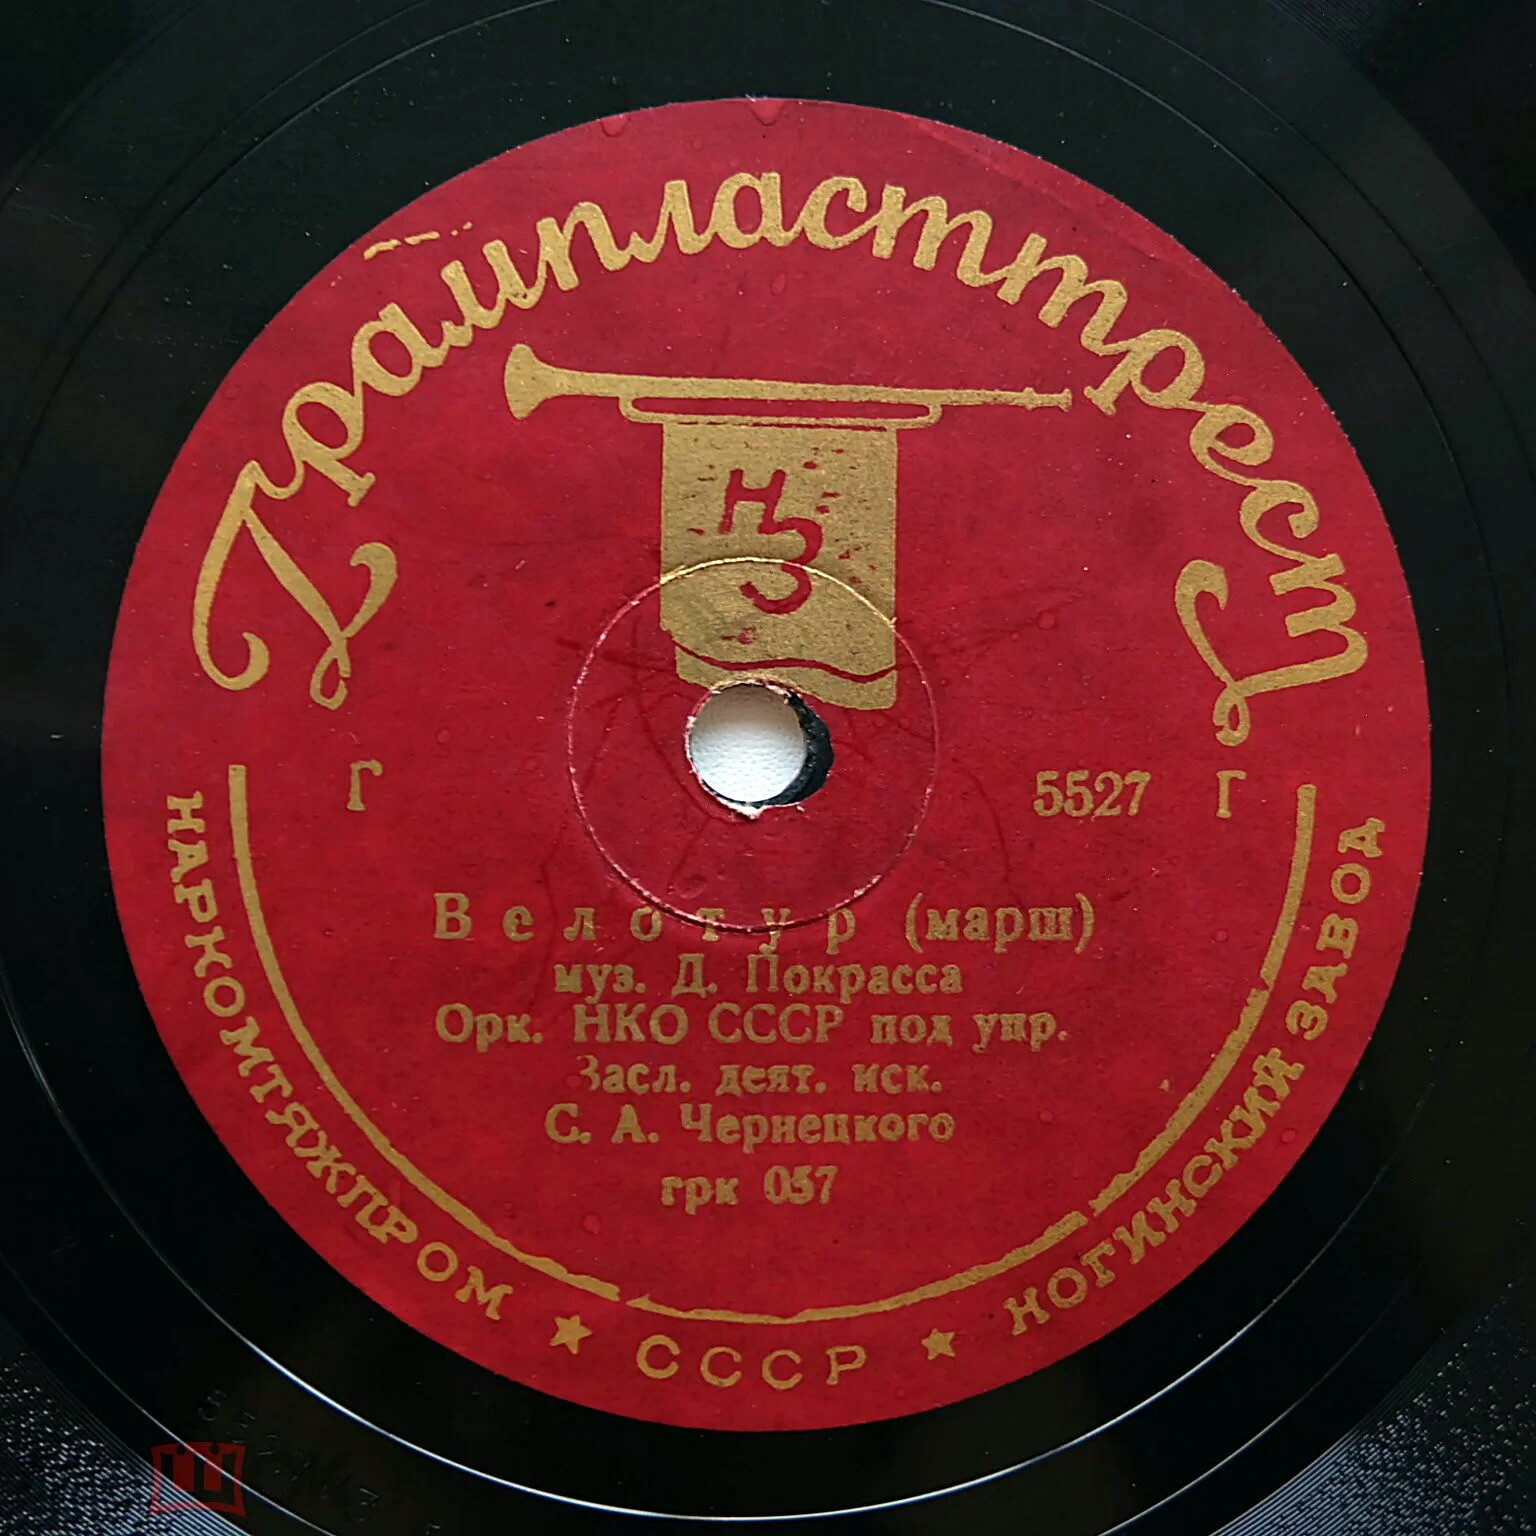 Грампласттрест
НЗ
Г 5527 Г
Велотур (марш)
муз. Д. Покрасса
Орк. НКО СССР под упр.
Засл. деят. иск.
С. А. Чернецкого
грк 057
НАРКОМТЯЖПРОМ ★ СССР ★ НОГИНСКИЙ ЗАВОД